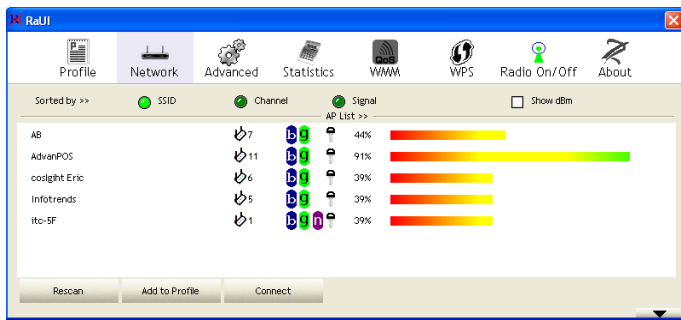 RaUI
Profile Network Advanced Statistics QoS WMM WPS Radio On/Off About
Sorted by >> SSID Channel Signal Show dBm
AP List >>
AB 7 b g 44%
AdvanPOS 11 b g 91%
coslgiht Eric 6 b g 39%
Infotrends 5 b g 39%
itc-5F 1 b g n 39%
Rescan Add to Profile Connect